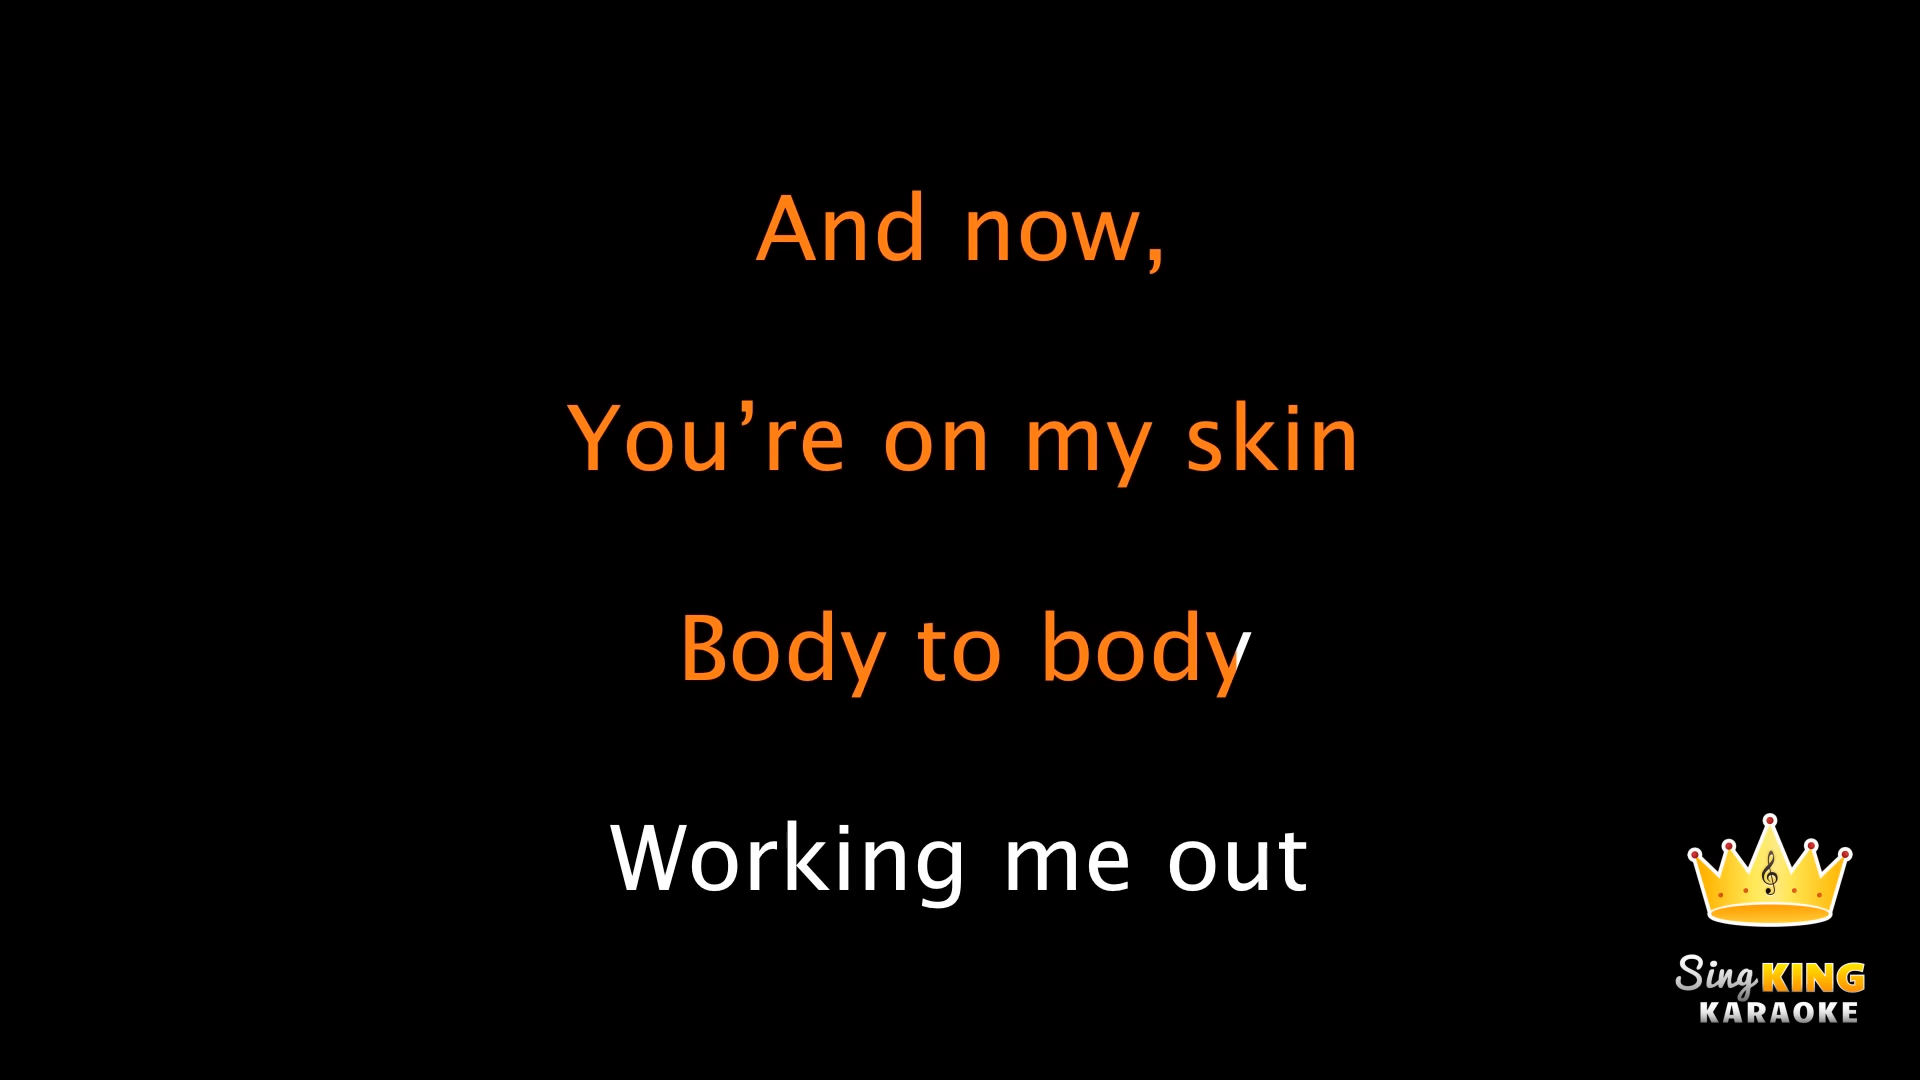 And now,
You’re on my skin
Body to body
Working me out
Sing KING
KARAOKE